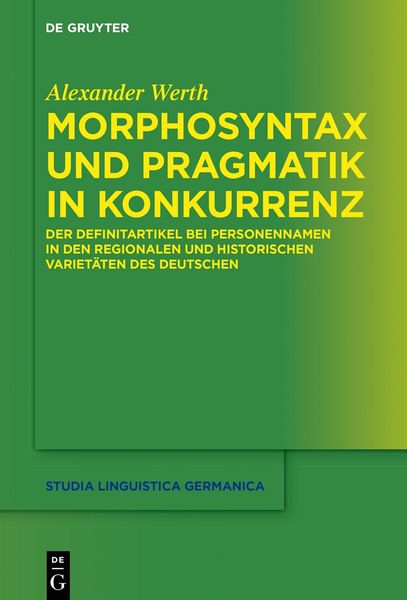 DE GRUYTER
Alexander Werth
MORPHOSYNTAX
UND PRAGMATIK
IN KONKURRENZ
DER DEFINITARTIKEL BEI PERSONENNAMEN
IN DEN REGIONALEN UND HISTORISCHEN
VARIETÄTEN DES DEUTSCHEN
STUDIA LINGUISTICA GERMANICA
DE
G